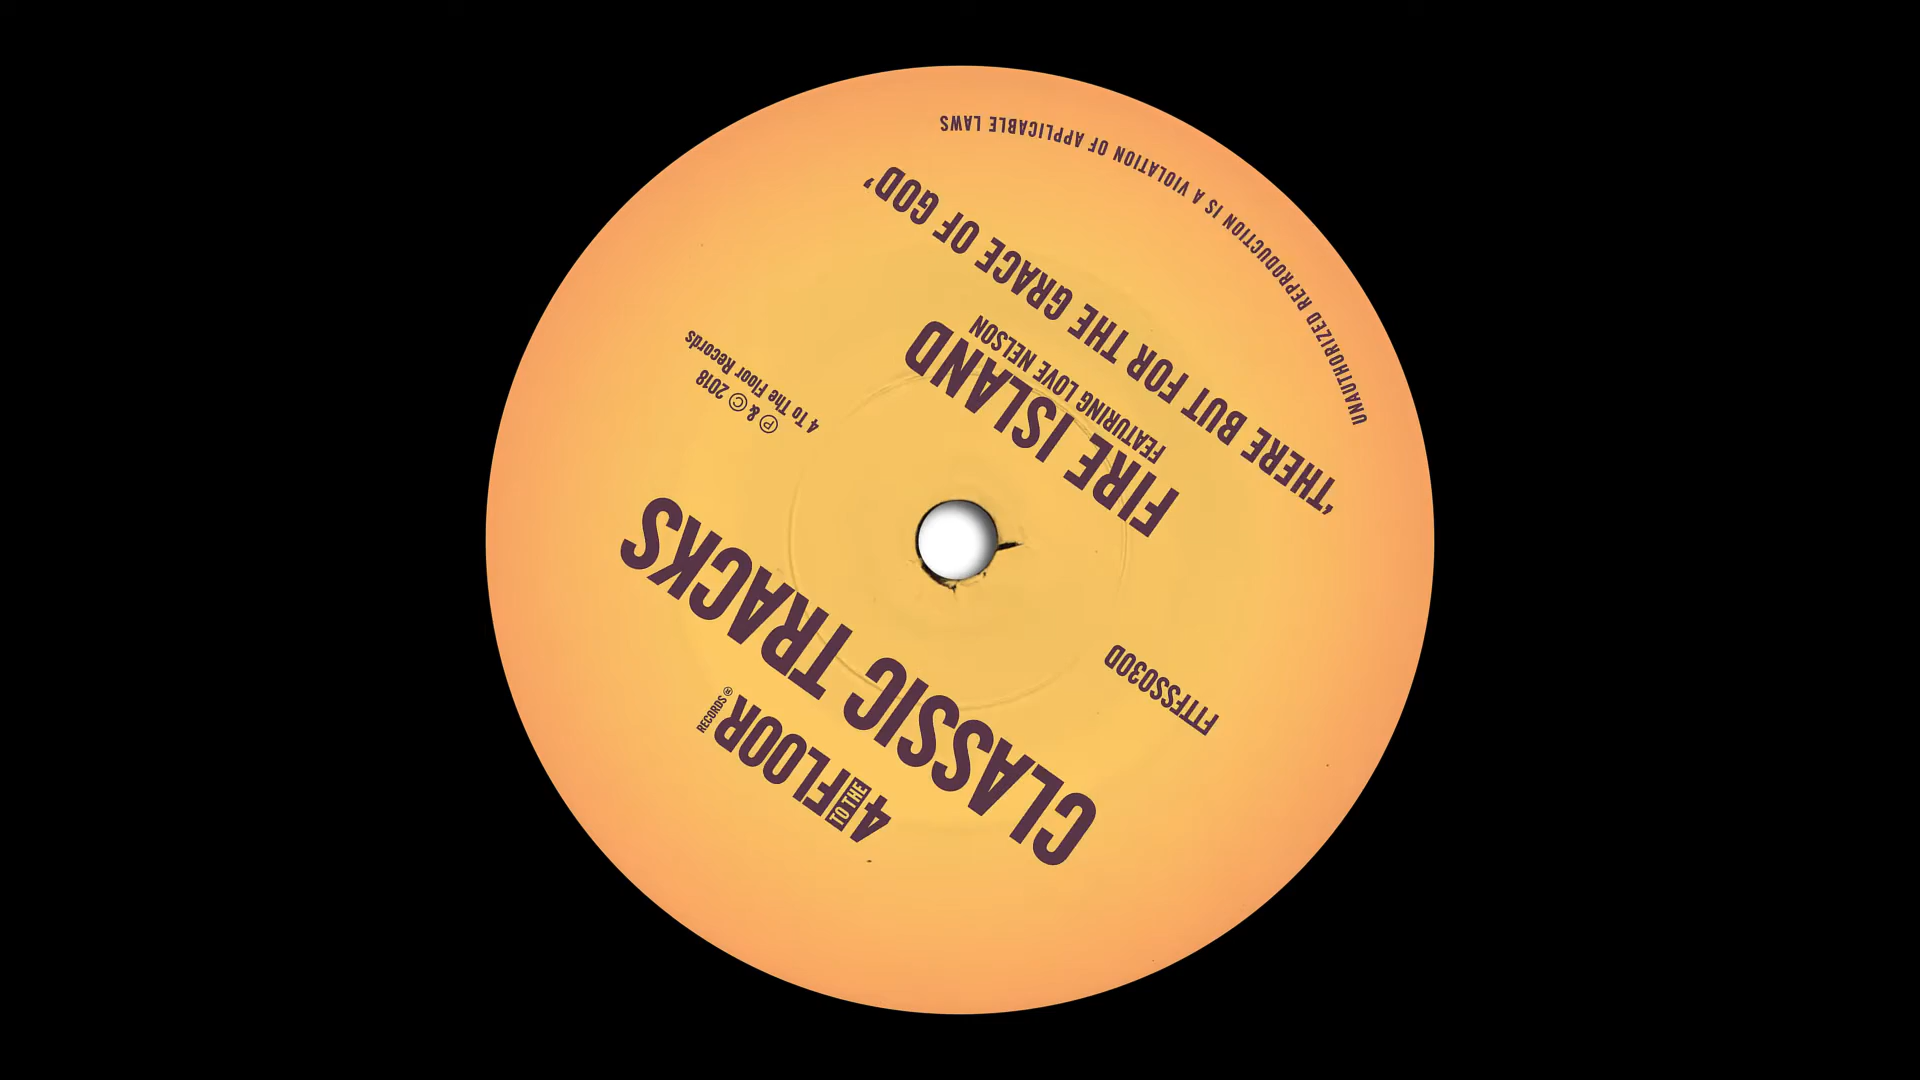 4 TO THE FLOOR
RECORDS®
CLASSIC TRACKS
FTTFSS030D
℗ & © 2018
4 To The Floor Records
FIRE ISLAND
FEATURING LOVE NELSON
'THERE BUT FOR THE GRACE OF GOD'
UNAUTHORIZED REPRODUCTION IS A VIOLATION OF APPLICABLE LAWS